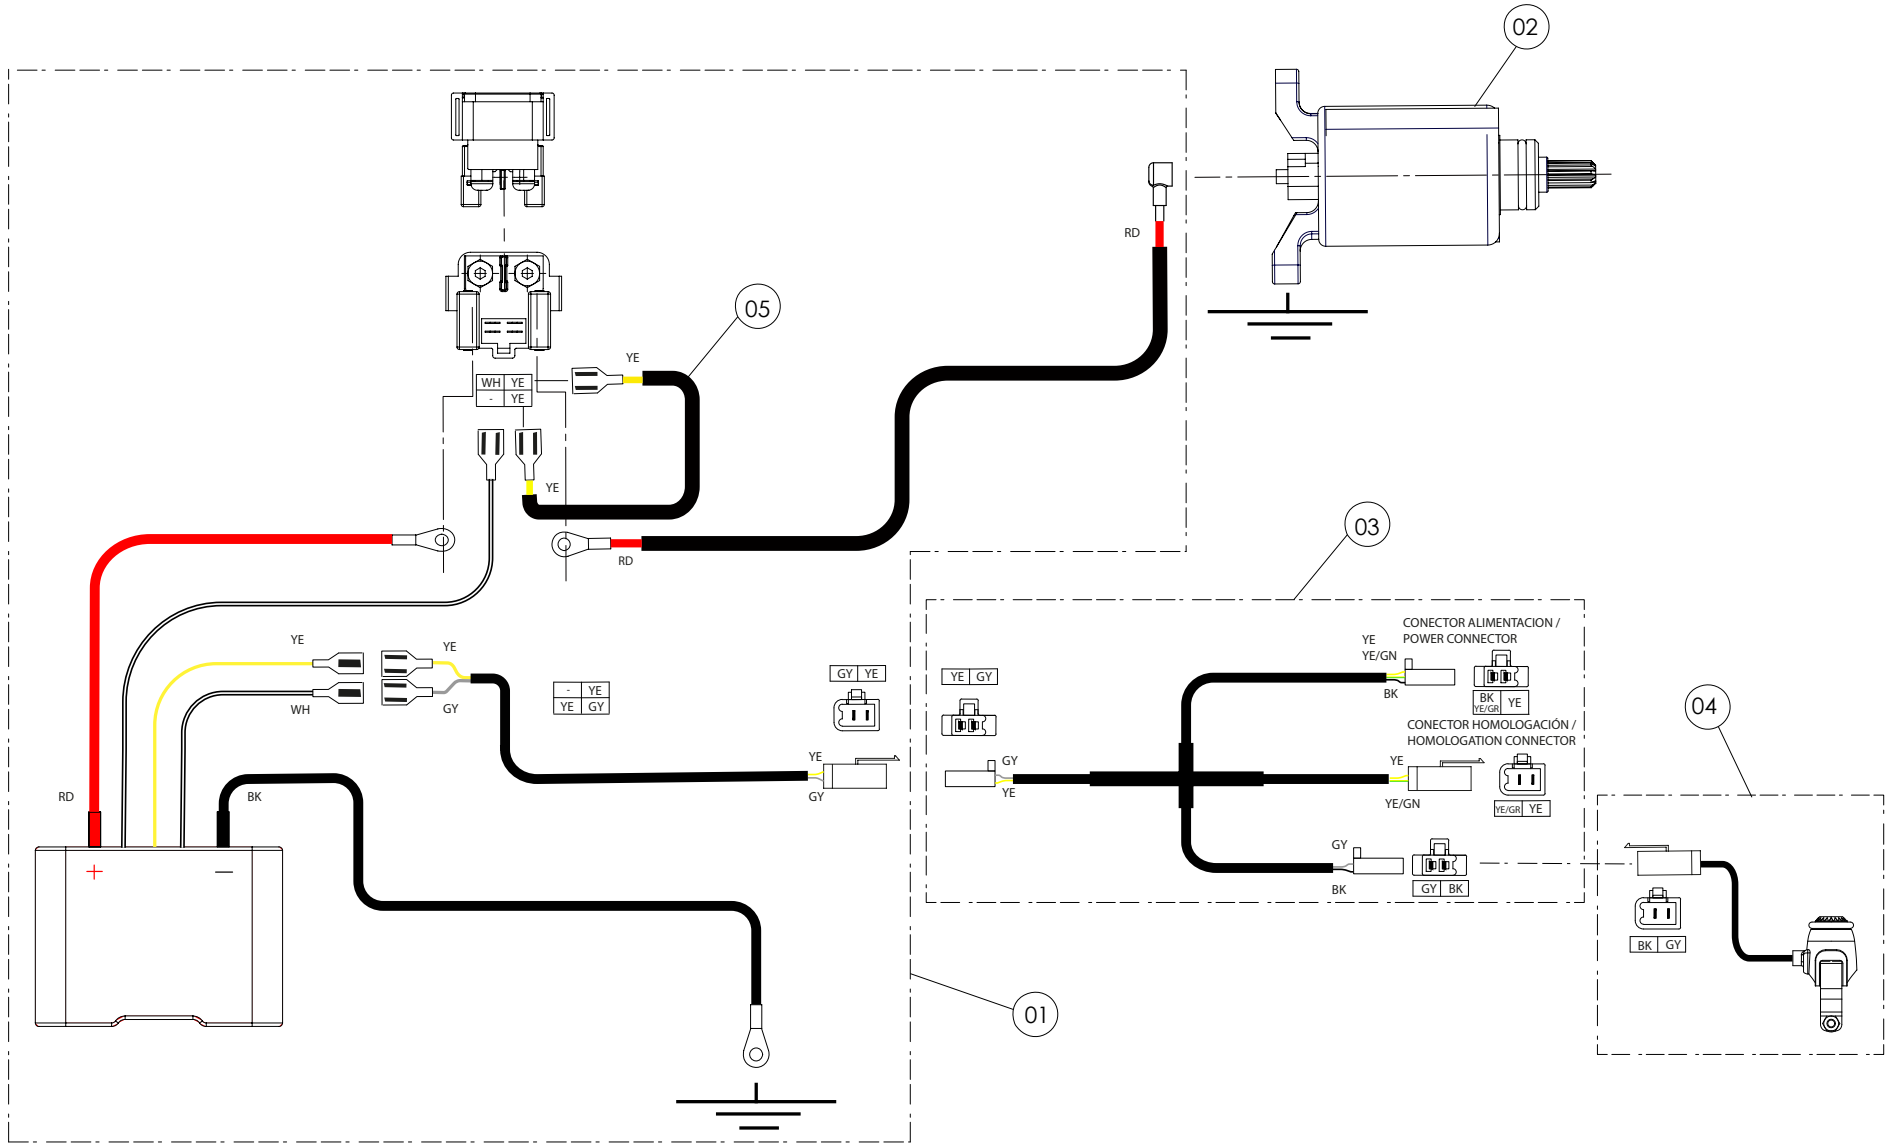 02
RD
05
YE
WH YE
- YE
YE
RD
03
CONECTOR ALIMENTACION /
POWER CONNECTOR
YE
YE/GN
BK
BK
YE/GR
YE
CONECTOR HOMOLOGACIÓN /
HOMOLOGATION CONNECTOR
YE
YE/GN
YE/GR YE
GY
BK
GY BK
04
BK GY
YE
YE
WH
GY
- YE
YE GY
GY YE
YE GY
YE
GY
GY
YE
RD
BK
+
—
01